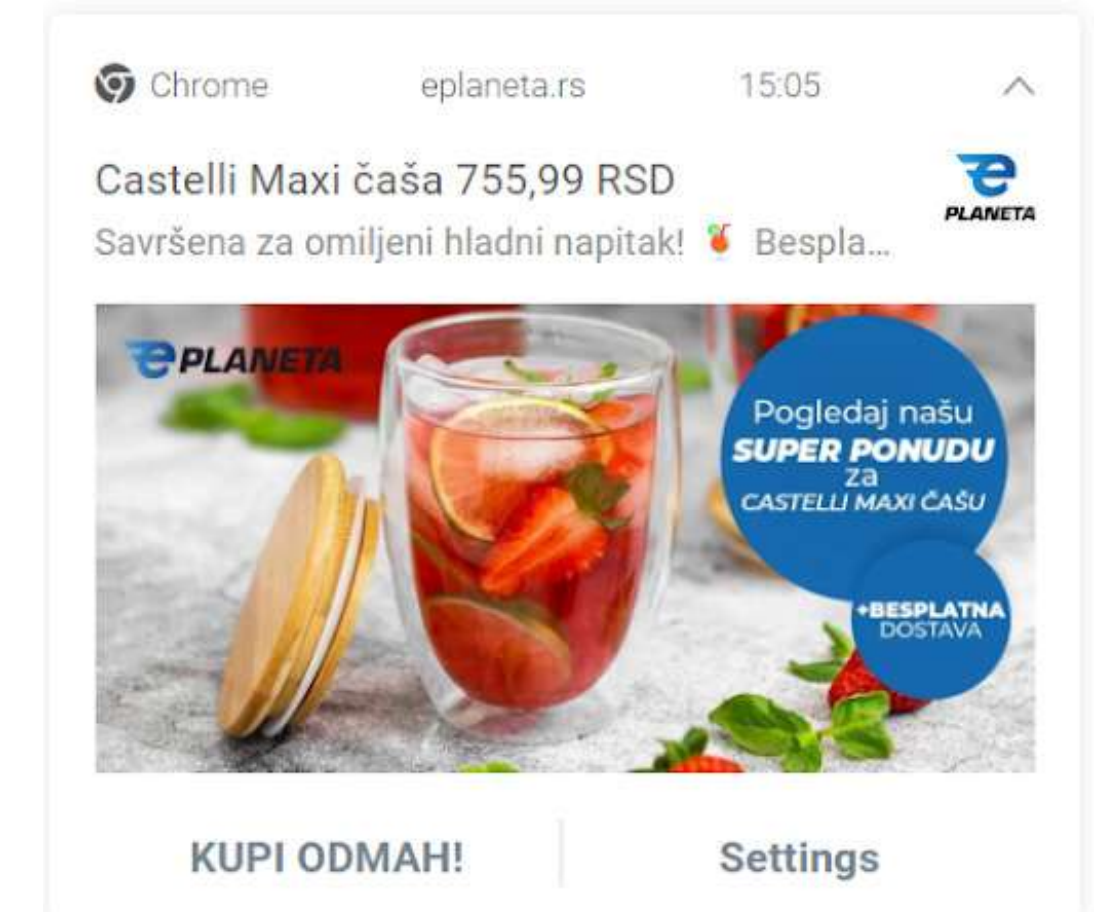 Chrome eplaneta.rs 15:05
Castelli Maxi čaša 755,99 RSD
e
PLANETA
Savršena za omiljeni hladni napitak! 🍹 Bespla...
ePLANETA
Pogledaj našu
SUPER PONUDU
za
CASTELLI MAXI ČAŠU
+BESPLATNA
DOSTAVA
KUPI ODMAH! Settings